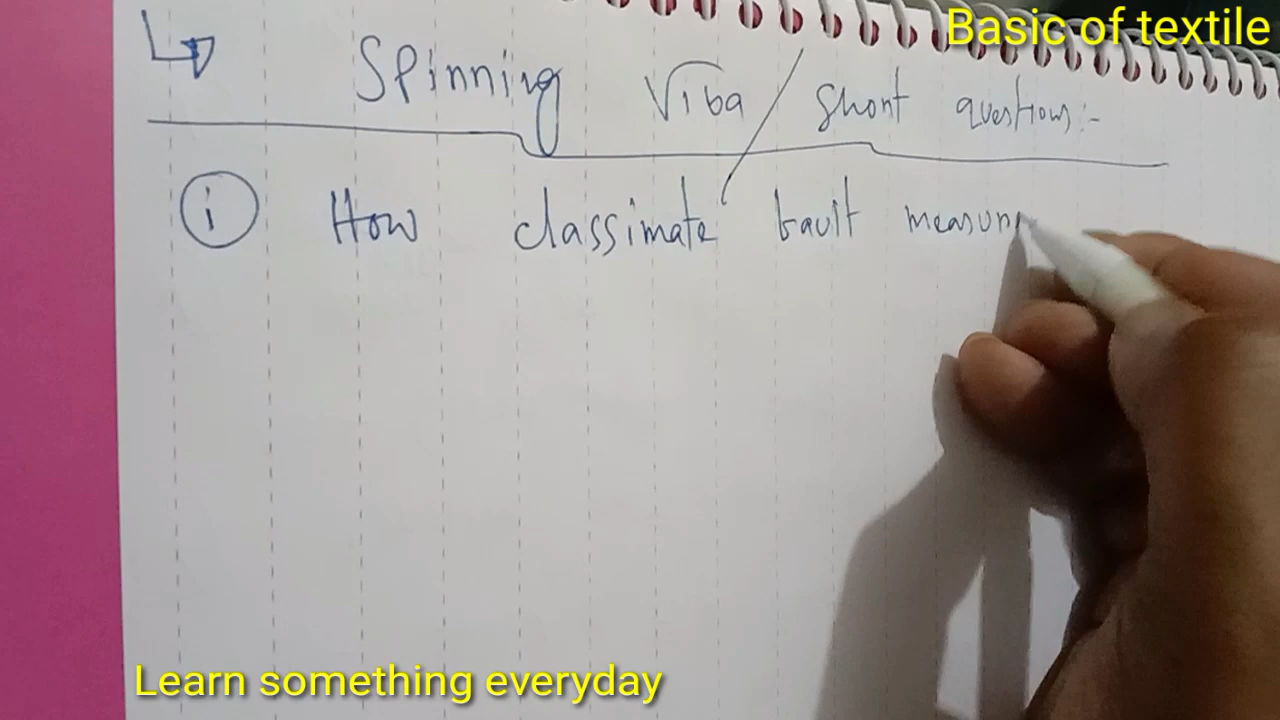 Basic of textile
Spinning Viba / Short questions:-
i How classimate fault measur
Learn something everyday